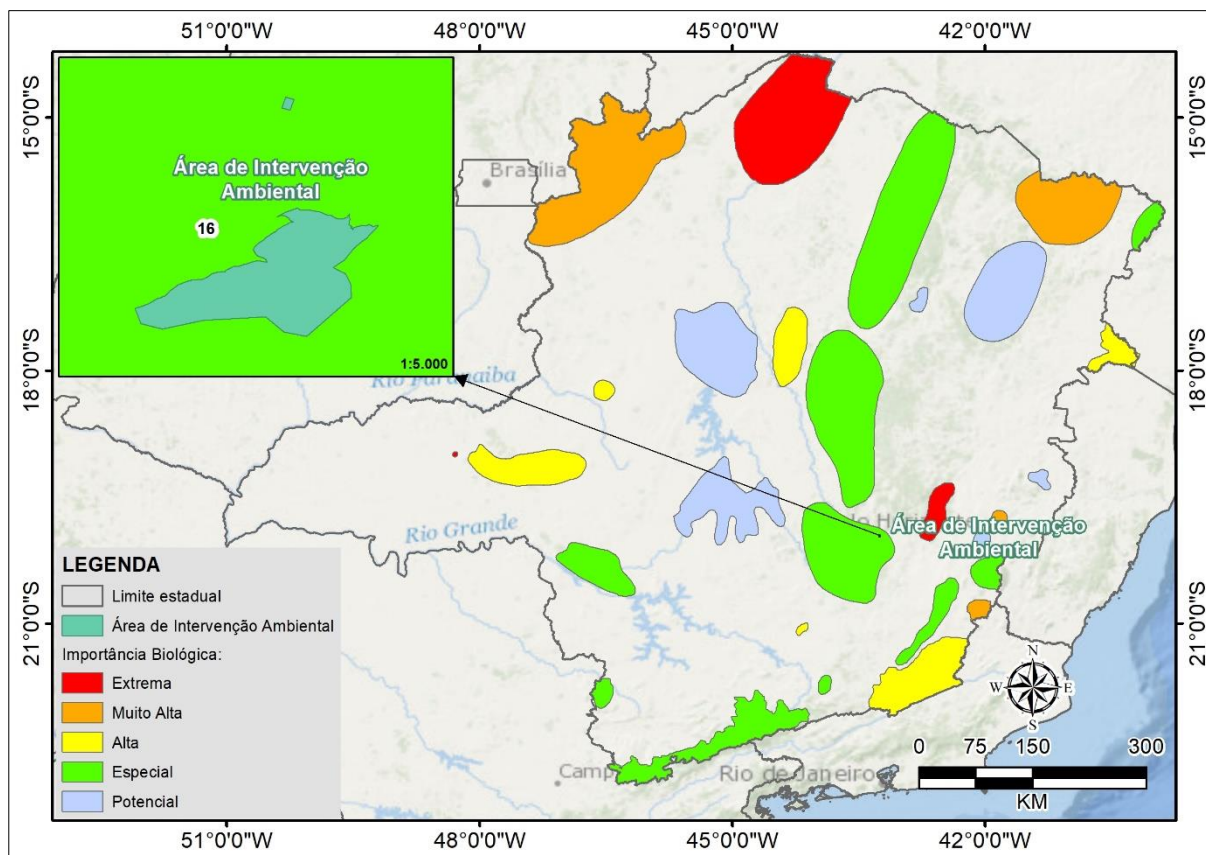 51°0'0"W 48°0'0"W 45°0'0"W 42°0'0"W
15°0'0"S
18°0'0"S
21°0'0"S
Área de Intervenção
Ambiental
16
1:5.000
Brasília
Rio Paranaiba
Rio Grande
Área de Intervenção
Ambiental
LEGENDA
Limite estadual
Área de Intervenção Ambiental
Importância Biológica:
Extrema
Muito Alta
Alta
Especial
Potencial
Camp
Rio de Janeiro
N
W E
S
0 75 150 300
KM
15°0'0"S
18°0'0"S
21°0'0"S
51°0'0"W 48°0'0"W 45°0'0"W 42°0'0"W